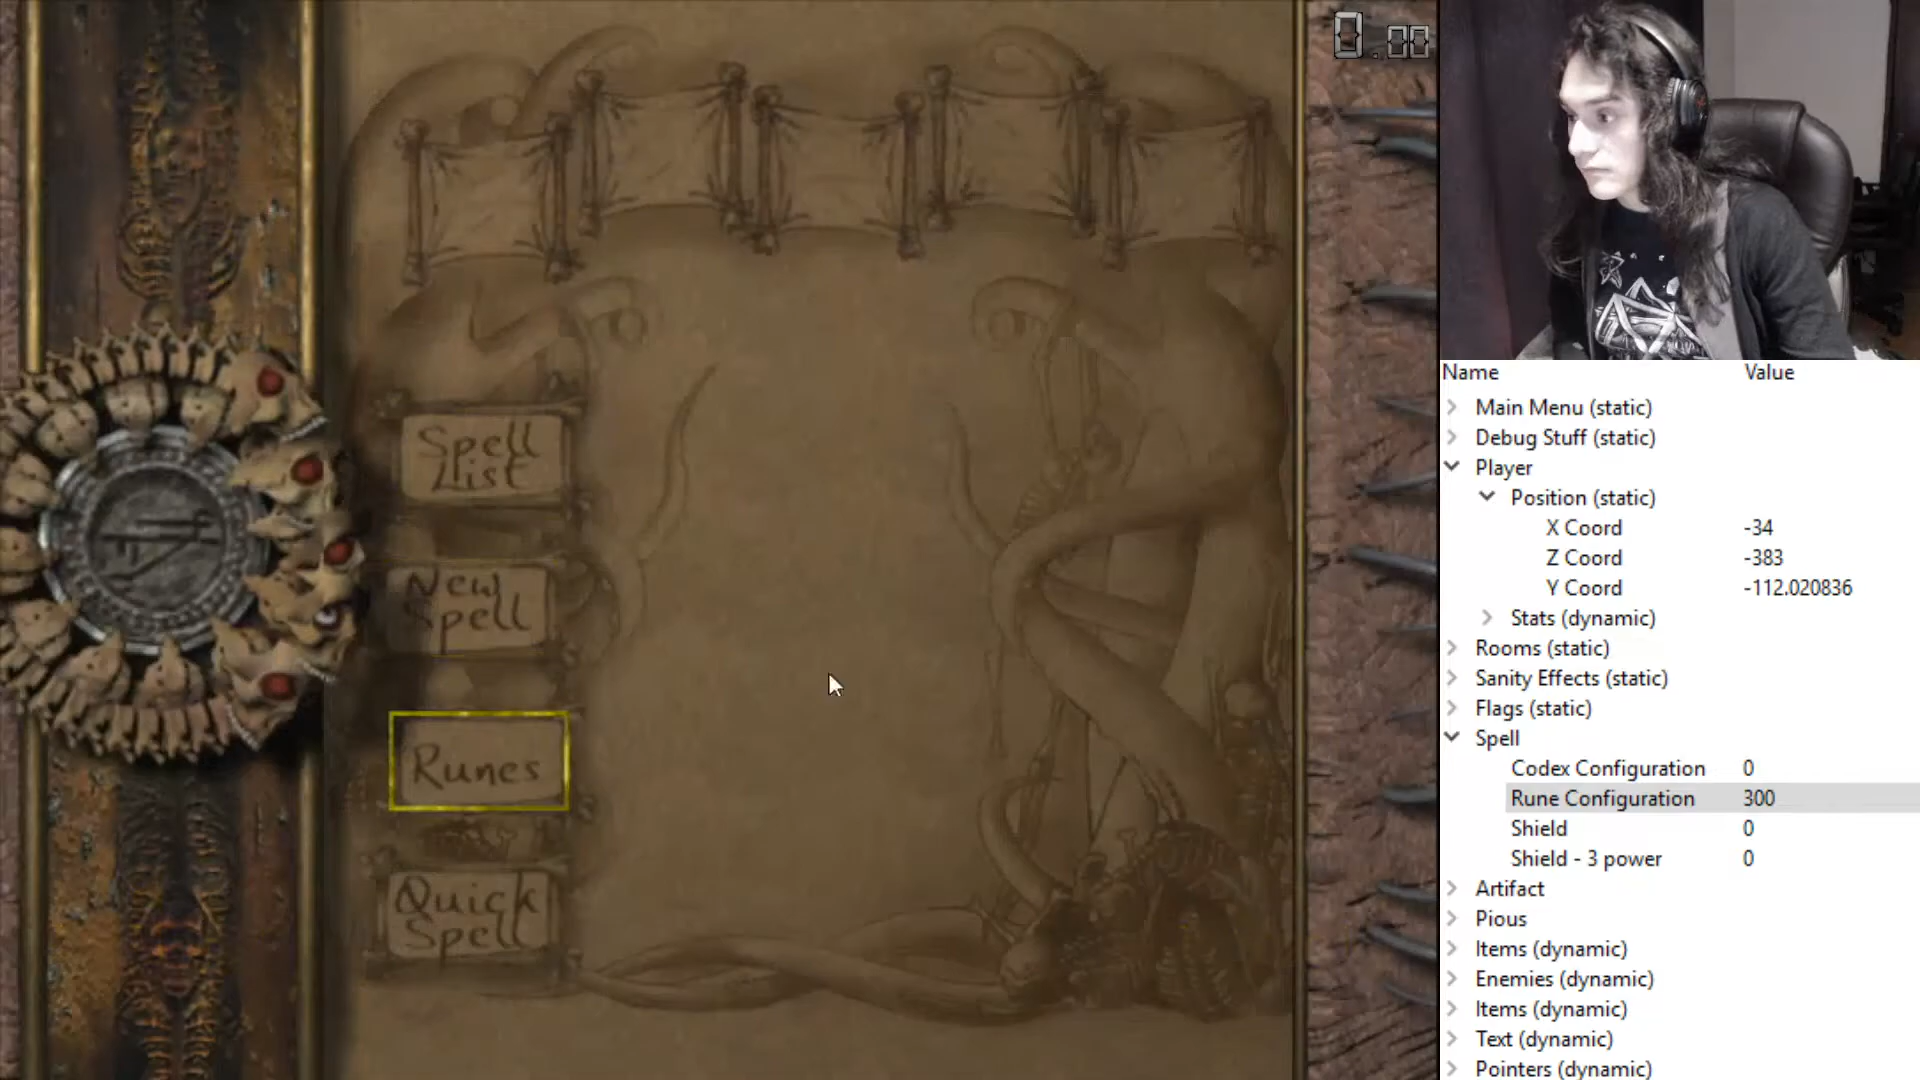 0.00
Spell
List
New
Spell
Runes
Quick
Spell
Name Value
Main Menu (static)
Debug Stuff (static)
Player
Position (static)
X Coord -34
Z Coord -383
Y Coord -112.020836
Stats (dynamic)
Rooms (static)
Sanity Effects (static)
Flags (static)
Spell
Codex Configuration 0
Rune Configuration 300
Shield 0
Shield - 3 power 0
Artifact
Pious
Items (dynamic)
Enemies (dynamic)
Items (dynamic)
Text (dynamic)
Pointers (dynamic)